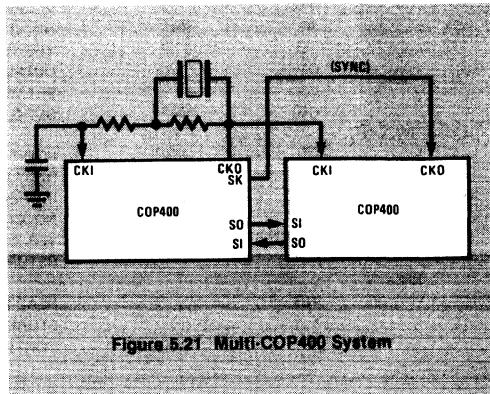 (SYNC)
CKI
CKO
SK
COP400
SO
SI
CKI
CKO
COP400
SI
SO
Figure 5.21 Multi-COP400 System